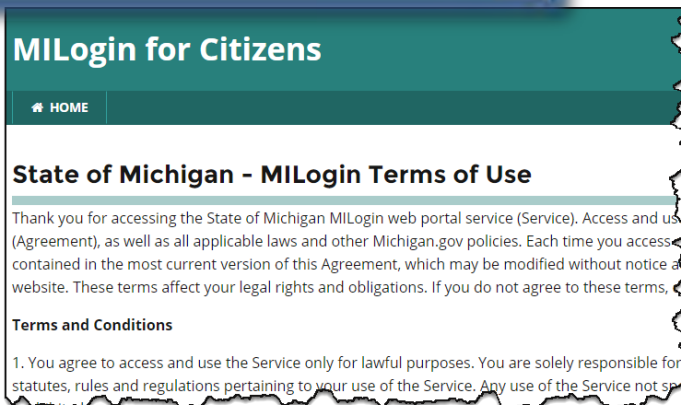 MILogin for Citizens
HOME
State of Michigan - MILogin Terms of Use
Thank you for accessing the State of Michigan MILogin web portal service (Service). Access and us
(Agreement), as well as all applicable laws and other Michigan.gov policies. Each time you access
contained in the most current version of this Agreement, which may be modified without notice a
website. These terms affect your legal rights and obligations. If you do not agree to these terms,
Terms and Conditions
1. You agree to access and use the Service only for lawful purposes. You are solely responsible for
statutes, rules and regulations pertaining to your use of the Service. Any use of the Service not sp